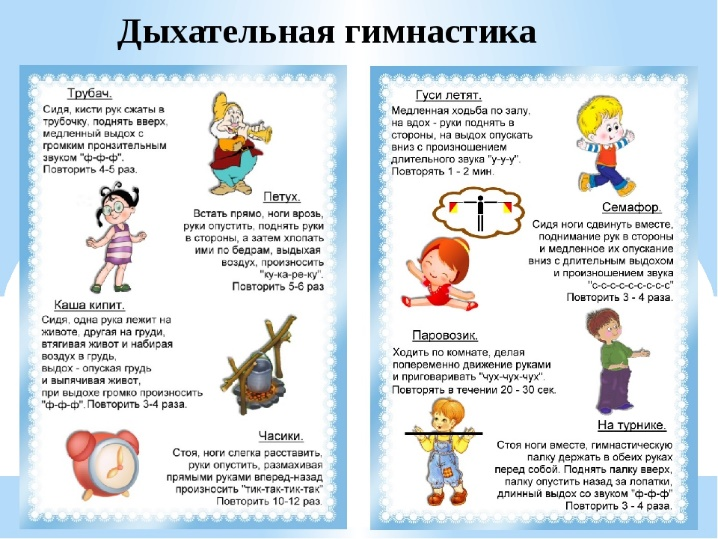 Дыхательная гимнастика
Трубач.
Сидя, кисти рук сжаты в
трубочку, поднять вверх,
медленный выдох с
громким пронзительным
звуком "ф-ф-ф".
Повторить 4-5 раз.
Петух.
Встать прямо, ноги врозь,
руки опустить, поднять руки
в стороны, а затем хлопать
ими по бедрам, выдыхая
воздух, произносить
"ку-ка-ре-ку".
Повторить 5-6 раз
Каша кипит.
Сидя, одна рука лежит на
животе, другая на груди,
втягивая живот и набирая
воздух в грудь,
выдох - опуская грудь
и выпячивая живот,
при выдохе громко произносить
"ф-ф-ф".Повторить 3-4 раза.
Часики.
Стоя, ноги слегка расставить,
руки опустить, размахивая
прямыми руками вперед-назад
произносить "тик-так-тик-так"
Повторить 10-12 раз.
Гуси летят.
Медленная ходьба по залу.
на вдох - руки поднять в
стороны, на выдох опускать
вниз с произношением
длительного звука "у-у-у".
Повторять 1 - 2 мин.
Семафор.
Сидя ноги сдвинуть вместе,
поднимание рук в стороны
и медленное их опускание
вниз с длительным выдохом
и произношением звука
"с-с-с-с-с-с-с-с"
Повторить 3 - 4 раза.
Паровозик.
Ходить по комнате, делая
попеременно движение руками
и приговаривать "чух-чух-чух".
Повторять в течении 20 - 30 сек.
На турнике.
Стоя ноги вместе, гимнастическую
палку держать в обеих руках
перед собой. Поднять палку вверх,
палку опустить назад за лопатки,
длинный выдох со звуком "ф-ф-ф"
Повторить 3 - 4 раза.